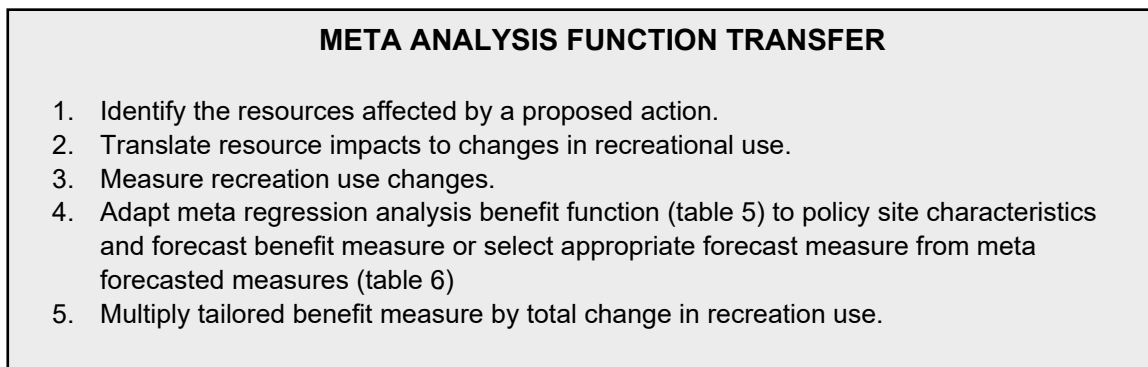 META ANALYSIS FUNCTION TRANSFER
1. Identify the resources affected by a proposed action.
2. Translate resource impacts to changes in recreational use.
3. Measure recreation use changes.
4. Adapt meta regression analysis benefit function (table 5) to policy site characteristics
and forecast benefit measure or select appropriate forecast measure from meta
forecasted measures (table 6)
5. Multiply tailored benefit measure by total change in recreation use.